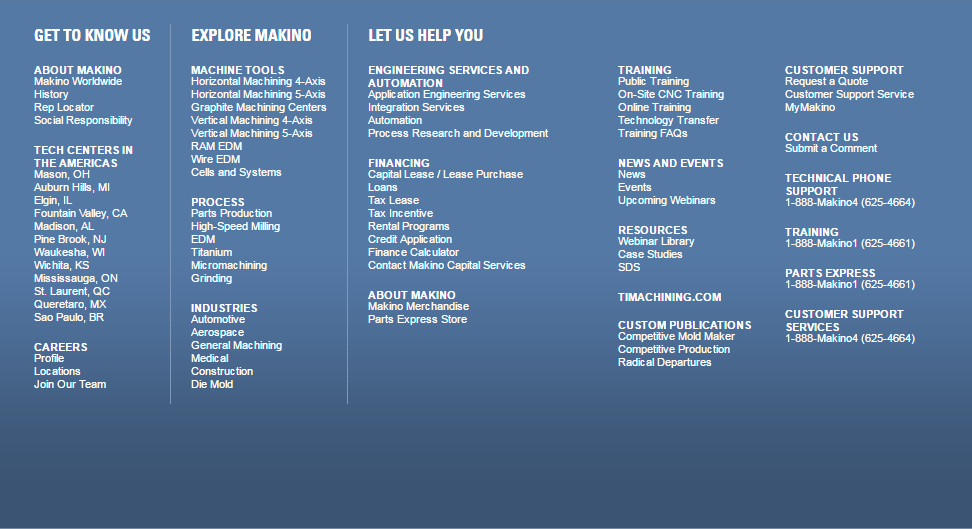 GET TO KNOW US
ABOUT MAKINO
Makino Worldwide
History
Rep Locator
Social Responsibility
TECH CENTERS IN
THE AMERICAS
Mason, OH
Auburn Hills, MI
Elgin, IL
Fountain Valley, CA
Madison, AL
Pine Brook, NJ
Waukesha, WI
Wichita, KS
Mississauga, ON
St. Laurent, QC
Queretaro, MX
Sao Paulo, BR
CAREERS
Profile
Locations
Join Our Team
EXPLORE MAKINO
MACHINE TOOLS
Horizontal Machining 4-Axis
Horizontal Machining 5-Axis
Graphite Machining Centers
Vertical Machining 4-Axis
Vertical Machining 5-Axis
RAM EDM
Wire EDM
Cells and Systems
PROCESS
Parts Production
High-Speed Milling
EDM
Titanium
Micromachining
Grinding
INDUSTRIES
Automotive
Aerospace
General Machining
Medical
Construction
Die Mold
LET US HELP YOU
ENGINEERING SERVICES AND
AUTOMATION
Application Engineering Services
Integration Services
Automation
Process Research and Development
FINANCING
Capital Lease / Lease Purchase
Loans
Tax Lease
Tax Incentive
Rental Programs
Credit Application
Finance Calculator
Contact Makino Capital Services
ABOUT MAKINO
Makino Merchandise
Parts Express Store
TRAINING
Public Training
On-Site CNC Training
Online Training
Technology Transfer
Training FAQs
NEWS AND EVENTS
News
Events
Upcoming Webinars
RESOURCES
Webinar Library
Case Studies
SDS
TIMACHINING.COM
CUSTOM PUBLICATIONS
Competitive Mold Maker
Competitive Production
Radical Departures
CUSTOMER SUPPORT
Request a Quote
Customer Support Service
MyMakino
CONTACT US
Submit a Comment
TECHNICAL PHONE
SUPPORT
1-888-Makino4 (625-4664)
TRAINING
1-888-Makino1 (625-4661)
PARTS EXPRESS
1-888-Makino1 (625-4661)
CUSTOMER SUPPORT
SERVICES
1-888-Makino4 (625-4664)